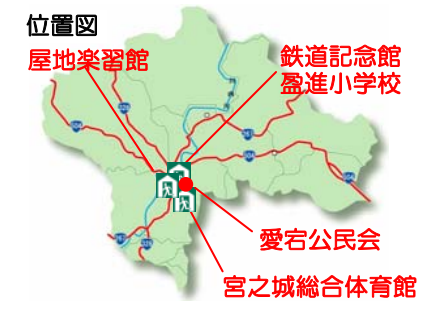 位置図
屋地楽習館
鉄道記念館
盈進小学校
愛宕公民会
宮之城総合体育館